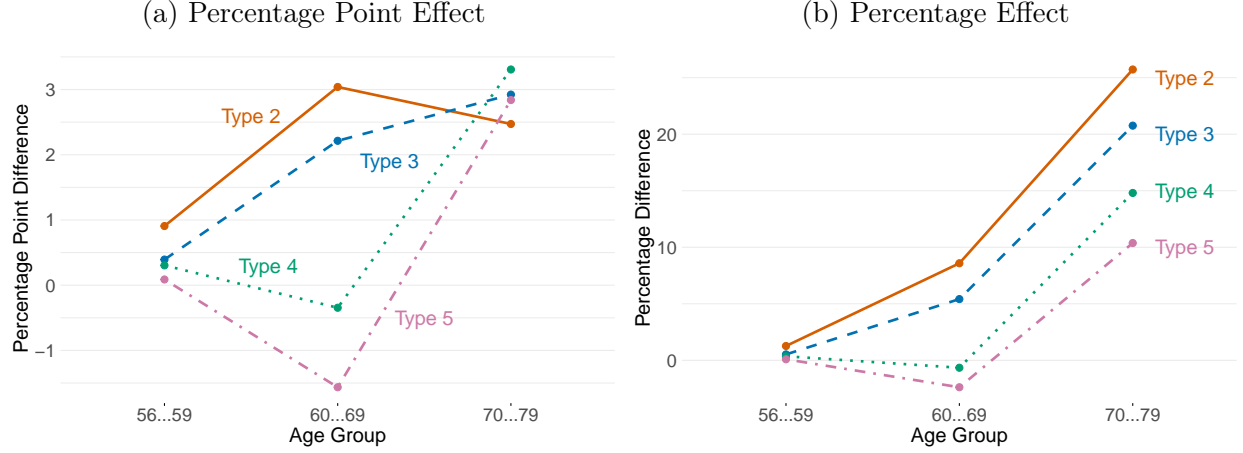 (a) Percentage Point Effect
Percentage Point Difference
3
2
1
0
−1
Type 2
Type 3
Type 4
Type 5
56...59
60...69
70...79
Age Group
(b) Percentage Effect
Percentage Difference
20
10
0
Type 2
Type 3
Type 4
Type 5
56...59
60...69
70...79
Age Group